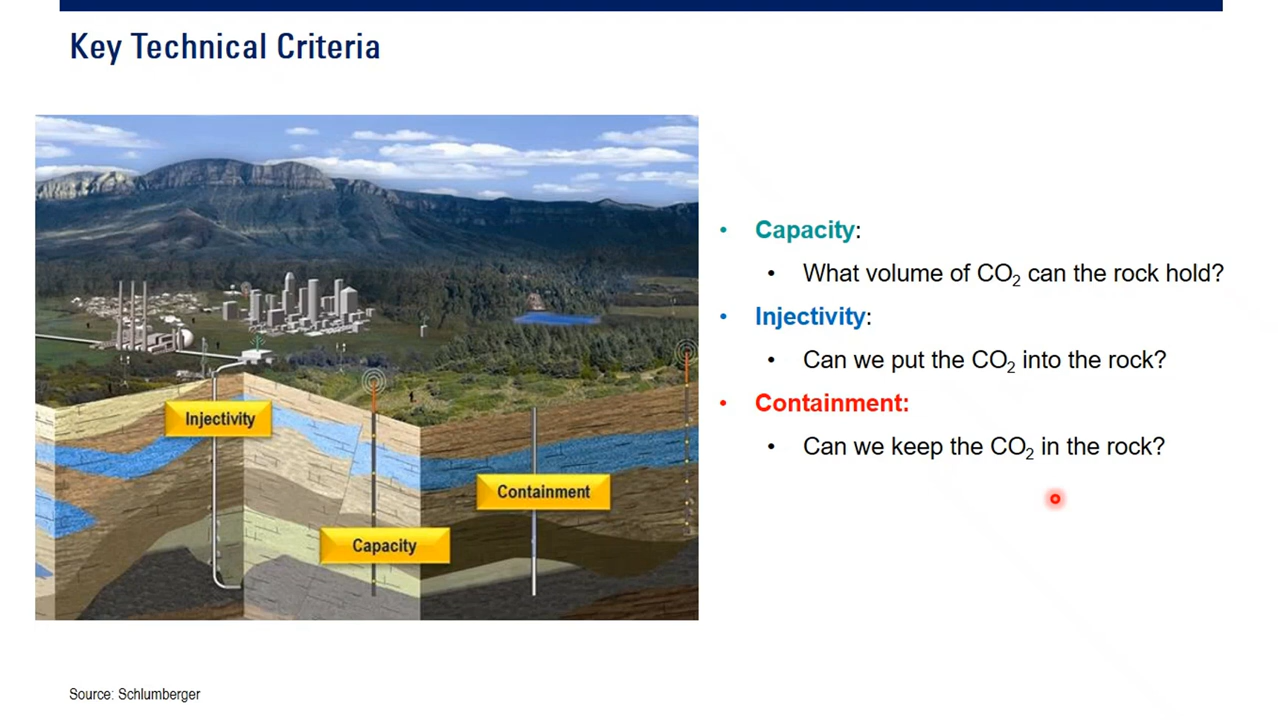 Key Technical Criteria
Injectivity
Containment
Capacity
• Capacity:
• What volume of CO₂ can the rock hold?
• Injectivity:
• Can we put the CO₂ into the rock?
• Containment:
• Can we keep the CO₂ in the rock?
Source: Schlumberger